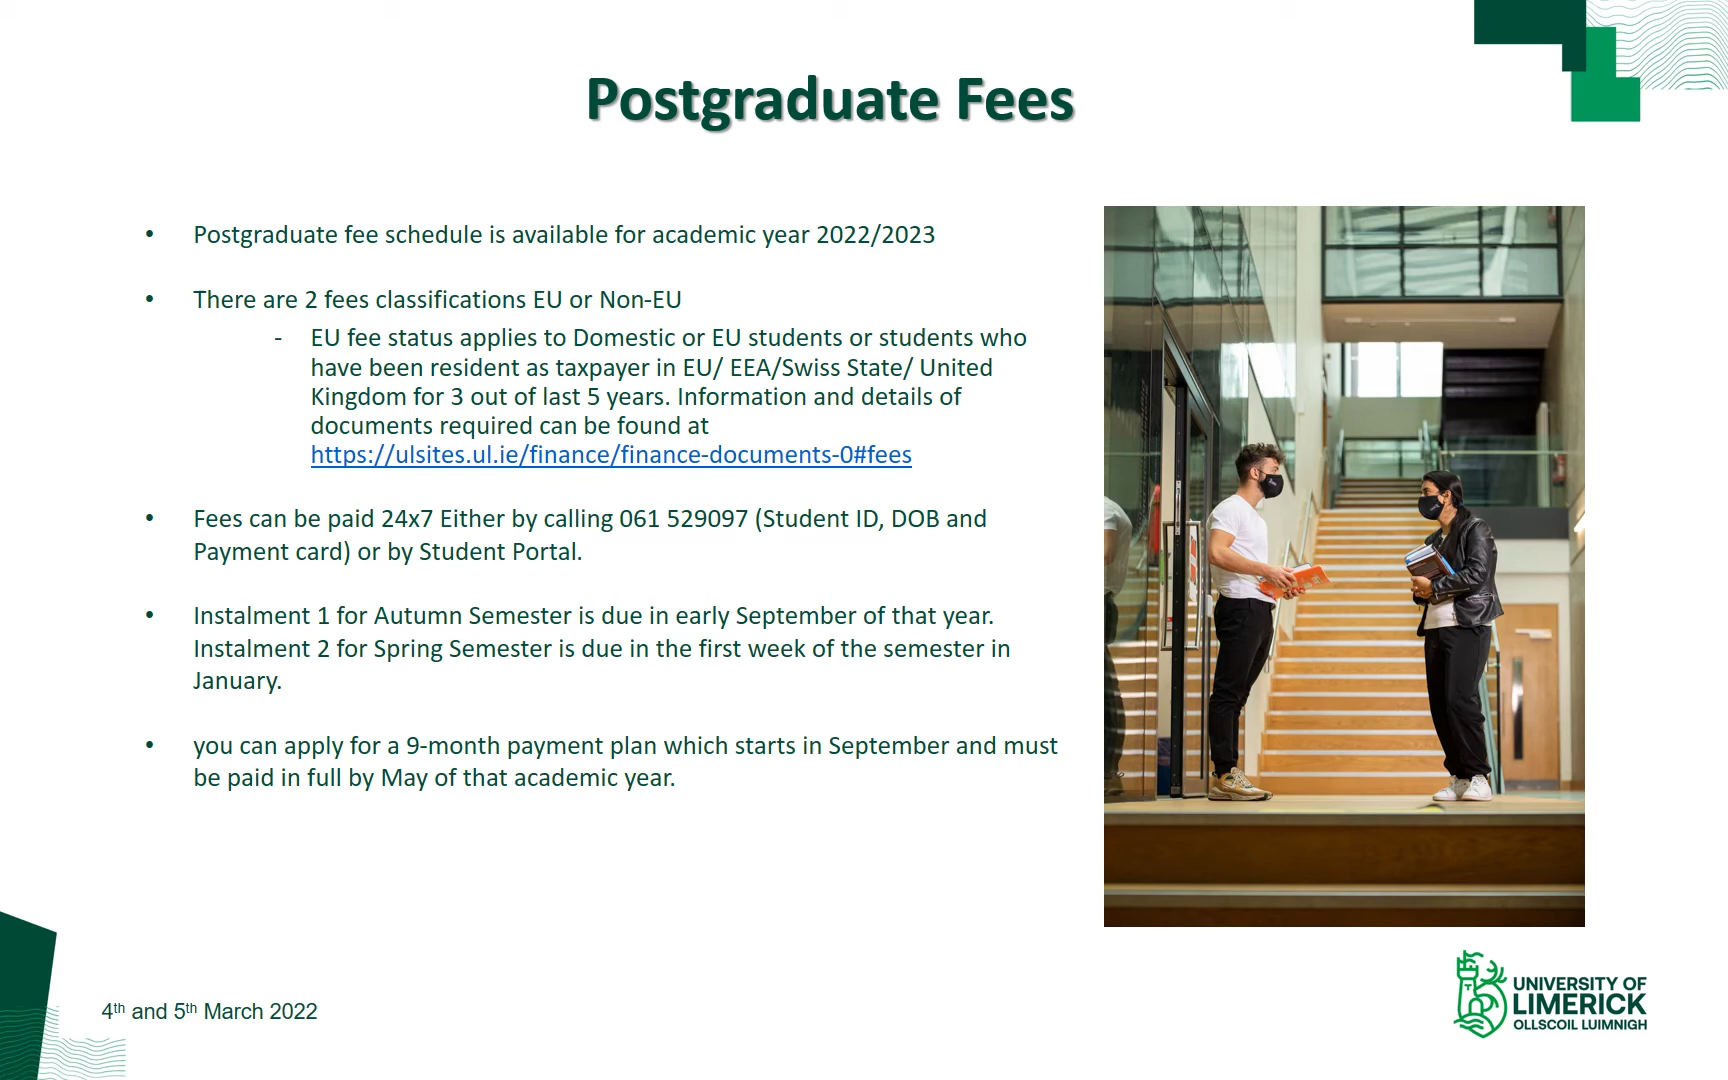 Postgraduate Fees
• Postgraduate fee schedule is available for academic year 2022/2023
• There are 2 fees classifications EU or Non-EU
- EU fee status applies to Domestic or EU students or students who
have been resident as taxpayer in EU/ EEA/Swiss State/ United
Kingdom for 3 out of last 5 years. Information and details of
documents required can be found at
https://ulsites.ul.ie/finance/finance-documents-0#fees
• Fees can be paid 24x7 Either by calling 061 529097 (Student ID, DOB and
Payment card) or by Student Portal.
• Instalment 1 for Autumn Semester is due in early September of that year.
Instalment 2 for Spring Semester is due in the first week of the semester in
January.
• you can apply for a 9-month payment plan which starts in September and must
be paid in full by May of that academic year.
4th and 5th March 2022
UNIVERSITY OF
LIMERICK
OLLSCOIL LUIMNIGH